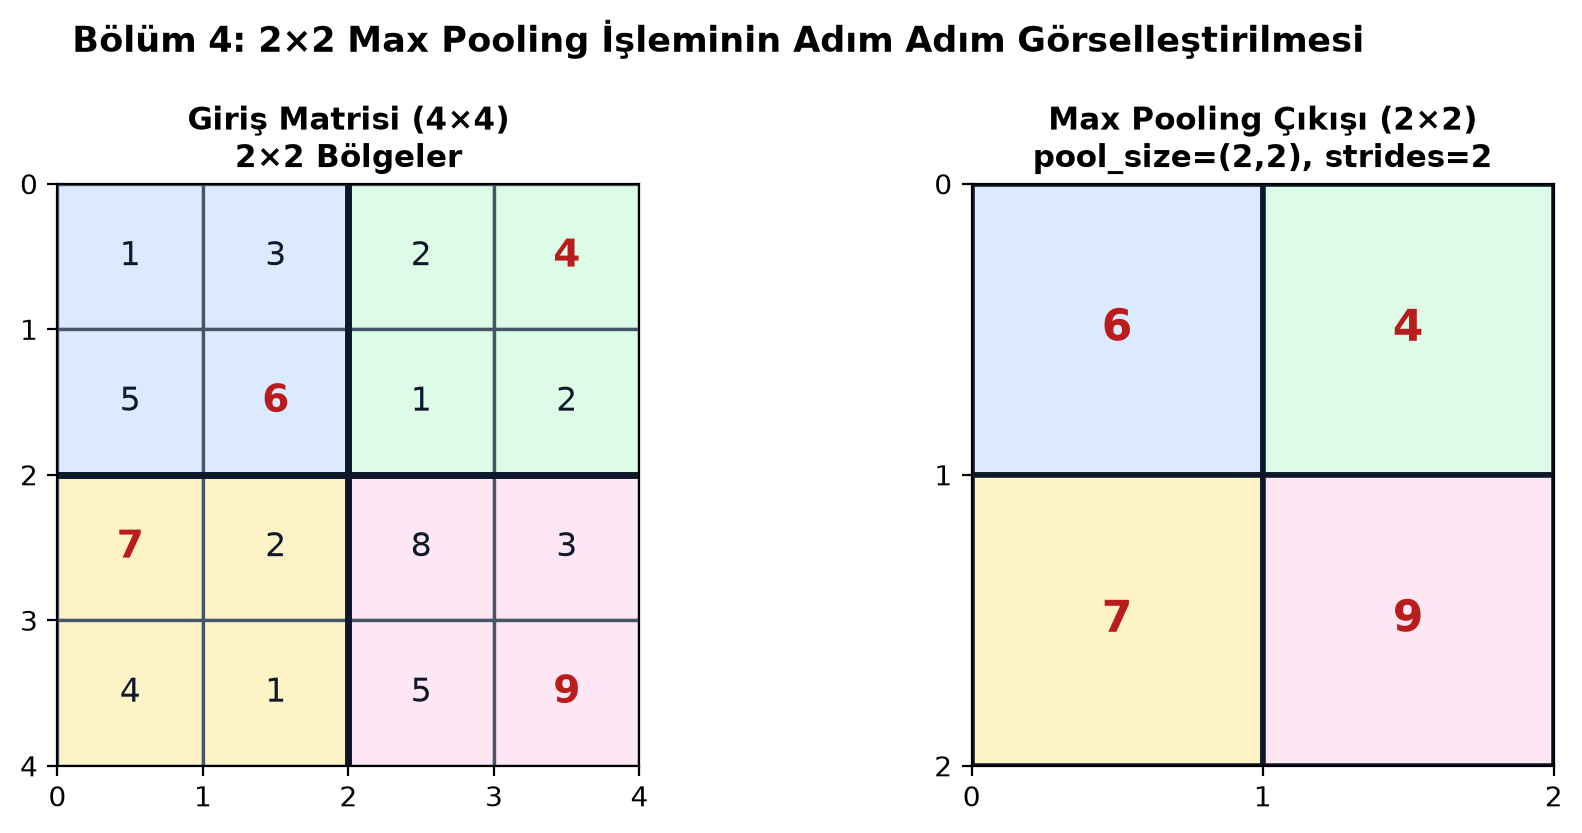 Bölüm 4: 2×2 Max Pooling İşleminin Adım Adım Görselleştirilmesi
Giriş Matrisi (4×4)
2×2 Bölgeler
0
1 3 2 4
1
5 6 1 2
2
7 2 8 3
3
4 1 5 9
4
0 1 2 3 4
Max Pooling Çıkışı (2×2)
pool_size=(2,2), strides=2
0
6 4
1
7 9
2
0 1 2